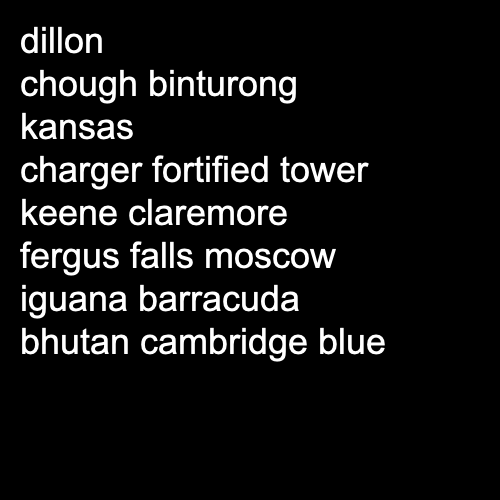 dillon
chough binturong
kansas
charger fortified tower
keene claremore
fergus falls moscow
iguana barracuda
bhutan cambridge blue